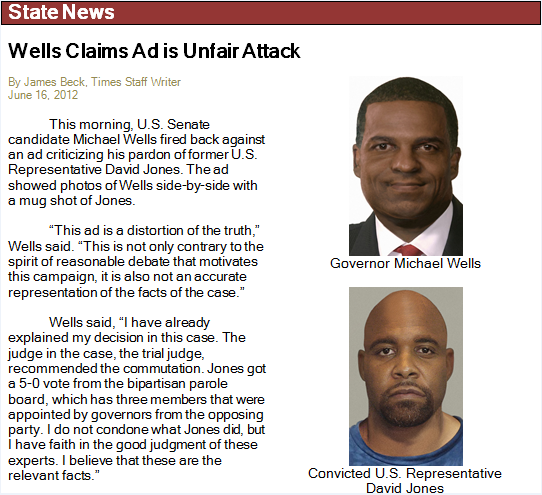 State News
Wells Claims Ad is Unfair Attack
By James Beck, Times Staff Writer
June 16, 2012
This morning, U.S. Senate
candidate Michael Wells fired back against
an ad criticizing his pardon of former U.S.
Representative David Jones. The ad
showed photos of Wells side-by-side with
a mug shot of Jones.
“This ad is a distortion of the truth,”
Wells said. “This is not only contrary to the
spirit of reasonable debate that motivates
this campaign, it is also not an accurate
representation of the facts of the case.”
Wells said, “I have already
explained my decision in this case. The
judge in the case, the trial judge,
recommended the commutation. Jones got
a 5-0 vote from the bipartisan parole
board, which has three members that were
appointed by governors from the opposing
party. I do not condone what Jones did, but
I have faith in the good judgment of these
experts. I believe that these are the
relevant facts.”
Governor Michael Wells
Convicted U.S. Representative
David Jones